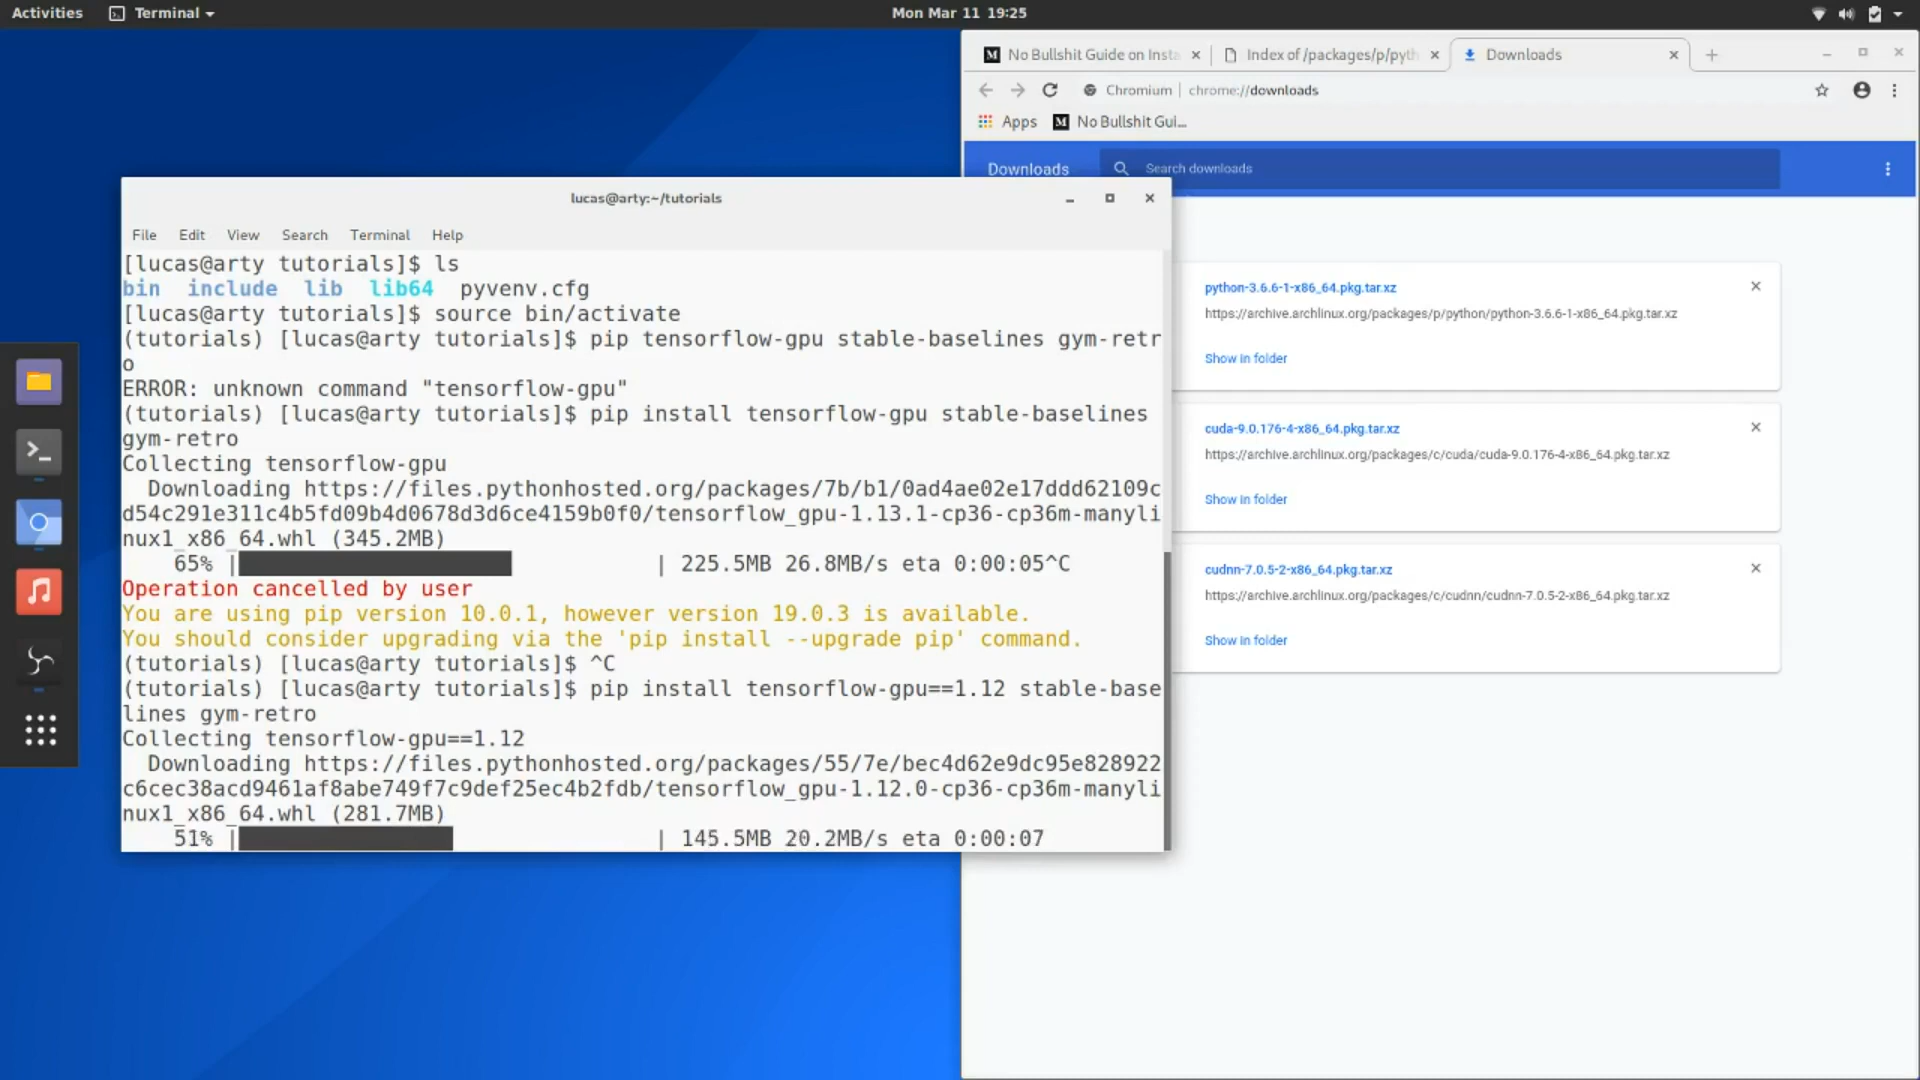 Activities
Terminal
Mon Mar 11 19:25
No Bullshit Guide on Insta
Index of /packages/p/pyth
Downloads
Chromium | chrome://downloads
Apps
No Bullshit Gui...
Downloads
Search downloads
lucas@arty:~/tutorials
File Edit View Search Terminal Help
[lucas@arty tutorials]$ ls
bin include lib lib64 pyvenv.cfg
[lucas@arty tutorials]$ source bin/activate
(tutorials) [lucas@arty tutorials]$ pip tensorflow-gpu stable-baselines gym-retr
o
ERROR: unknown command "tensorflow-gpu"
(tutorials) [lucas@arty tutorials]$ pip install tensorflow-gpu stable-baselines
gym-retro
Collecting tensorflow-gpu
Downloading https://files.pythonhosted.org/packages/7b/b1/0ad4ae02e17ddd62109c
d54c291e311c4b5fd09b4d0678d3d6ce4159b0f0/tensorflow_gpu-1.13.1-cp36-cp36m-manyli
nux1_x86_64.whl (345.2MB)
65% | | 225.5MB 26.8MB/s eta 0:00:05^C
Operation cancelled by user
You are using pip version 10.0.1, however version 19.0.3 is available.
You should consider upgrading via the 'pip install --upgrade pip' command.
(tutorials) [lucas@arty tutorials]$ ^C
(tutorials) [lucas@arty tutorials]$ pip install tensorflow-gpu==1.12 stable-base
lines gym-retro
Collecting tensorflow-gpu==1.12
Downloading https://files.pythonhosted.org/packages/55/7e/bec4d62e9dc95e828922
c6cec38acd9461af8abe749f7c9def25ec4b2fdb/tensorflow_gpu-1.12.0-cp36-cp36m-manyli
nux1_x86_64.whl (281.7MB)
51% | | 145.5MB 20.2MB/s eta 0:00:07
python-3.6.6-1-x86_64.pkg.tar.xz
https://archive.archlinux.org/packages/p/python/python-3.6.6-1-x86_64.pkg.tar.xz
Show in folder
cuda-9.0.176-4-x86_64.pkg.tar.xz
https://archive.archlinux.org/packages/c/cuda/cuda-9.0.176-4-x86_64.pkg.tar.xz
Show in folder
cudnn-7.0.5-2-x86_64.pkg.tar.xz
https://archive.archlinux.org/packages/c/cudnn/cudnn-7.0.5-2-x86_64.pkg.tar.xz
Show in folder